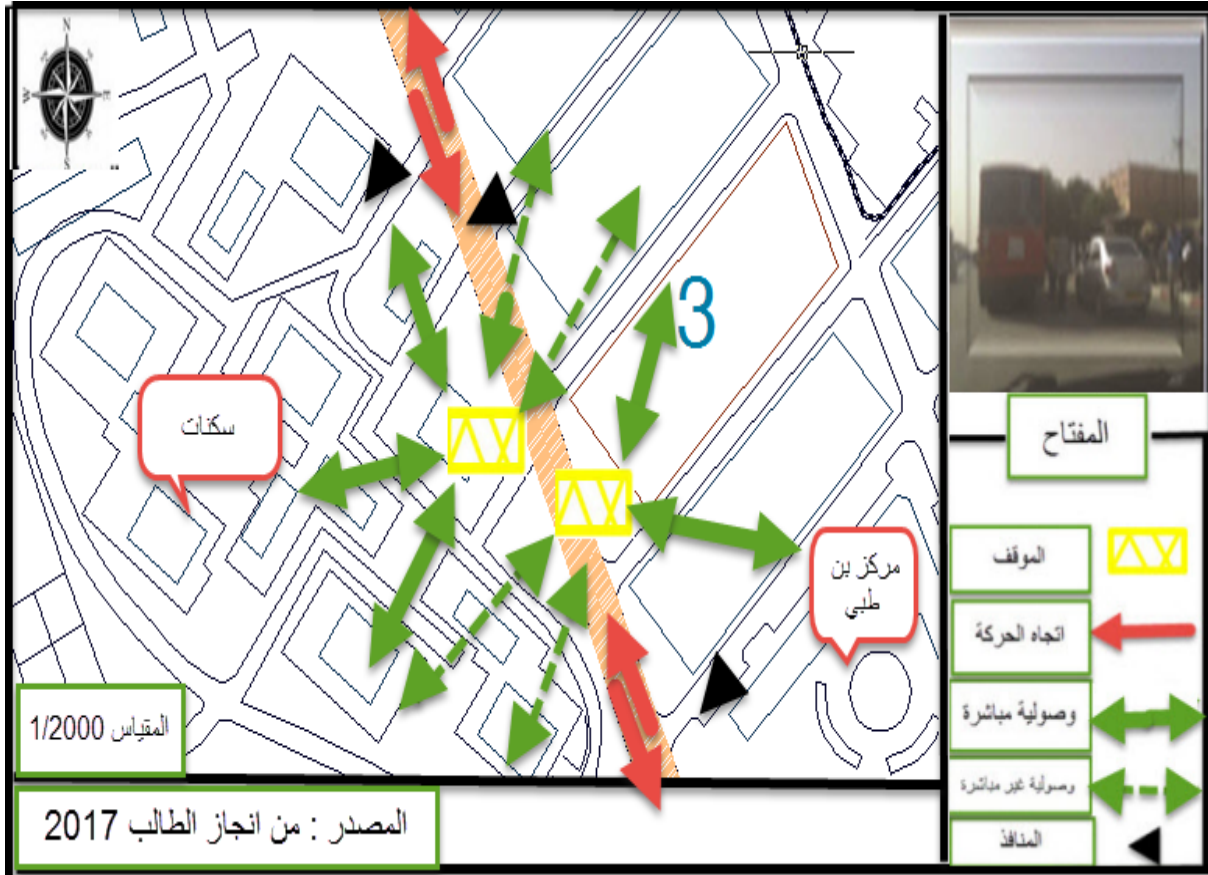 N
W
E
S
3
سكنات
مركز بن
طبي
المقياس 1/2000
المصدر : من انجاز الطالب 2017
المفتاح
الموقف
اتجاه الحركة
وصولية مباشرة
وصولية غير مباشرة
المنافذ